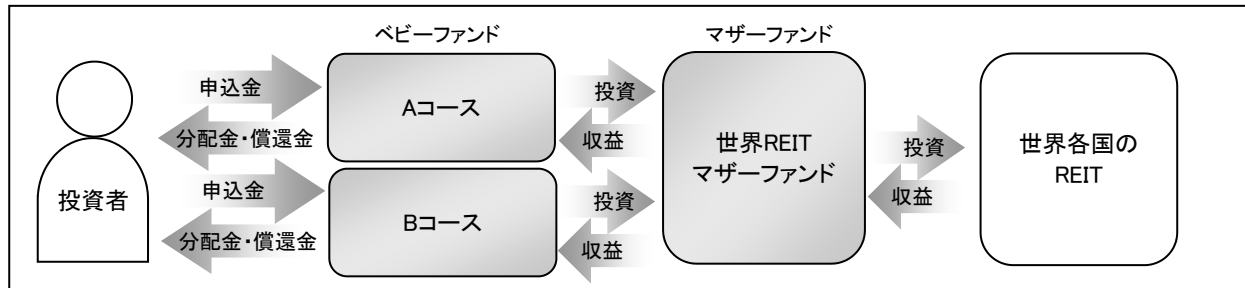 ベビーファンド
マザーファンド
申込金
Aコース
投資
分配金・償還金
収益
世界REIT
マザーファンド
投資
世界各国の
REIT
投資者
申込金
Bコース
投資
収益
分配金・償還金
収益